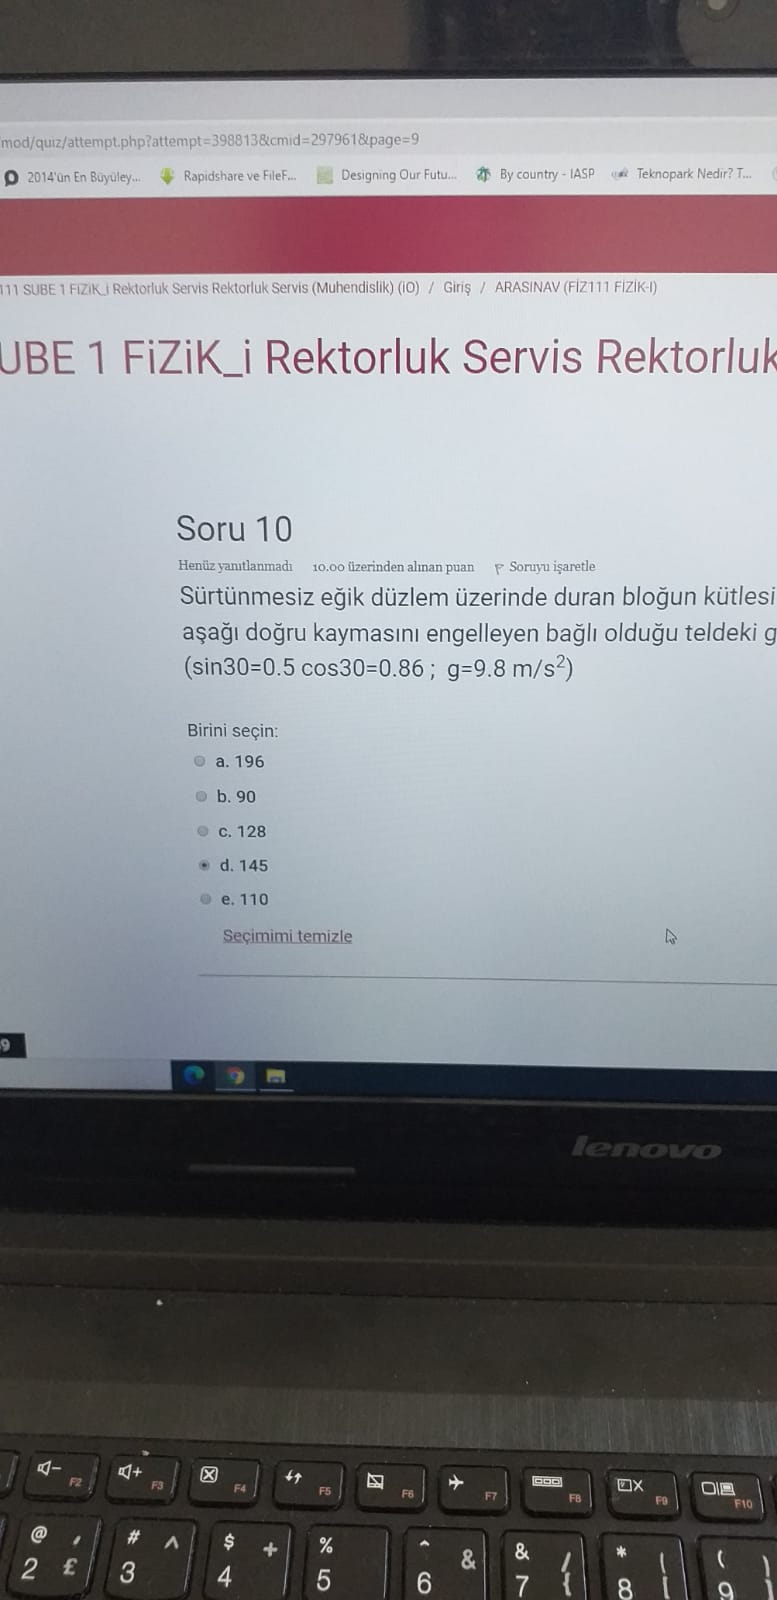 mod/quiz/attempt.php?attempt=398813&cmid=297961&page=9
2014'ün En Büyüley... Rapidshare ve FileF... Designing Our Futu... By country - IASP Teknopark Nedir? T...
111 SUBE 1 FiZiK_i Rektorluk Servis Rektorluk Servis (Muhendislik) (iO) / Giriş / ARASINAV (FİZ111 FİZİK-I)
UBE 1 FiZiK_i Rektorluk Servis Rektorluk
Soru 10
Henüz yanıtlanmadı 10.00 üzerinden alınan puan Soruyu işaretle
Sürtünmesiz eğik düzlem üzerinde duran bloğun kütlesi
aşağı doğru kaymasını engelleyen bağlı olduğu teldeki g
(sin30=0.5 cos30=0.86 ; g=9.8 m/s²)
Birini seçin:
a. 196
b. 90
c. 128
d. 145
e. 110
Seçimimi temizle
9
lenovo
F2 F3 F4 F5 F6 F7 F8 F9 F10
@ # ^ $ + % & & { * [ ( )
2 £ 3 4 5 6 7 8 9